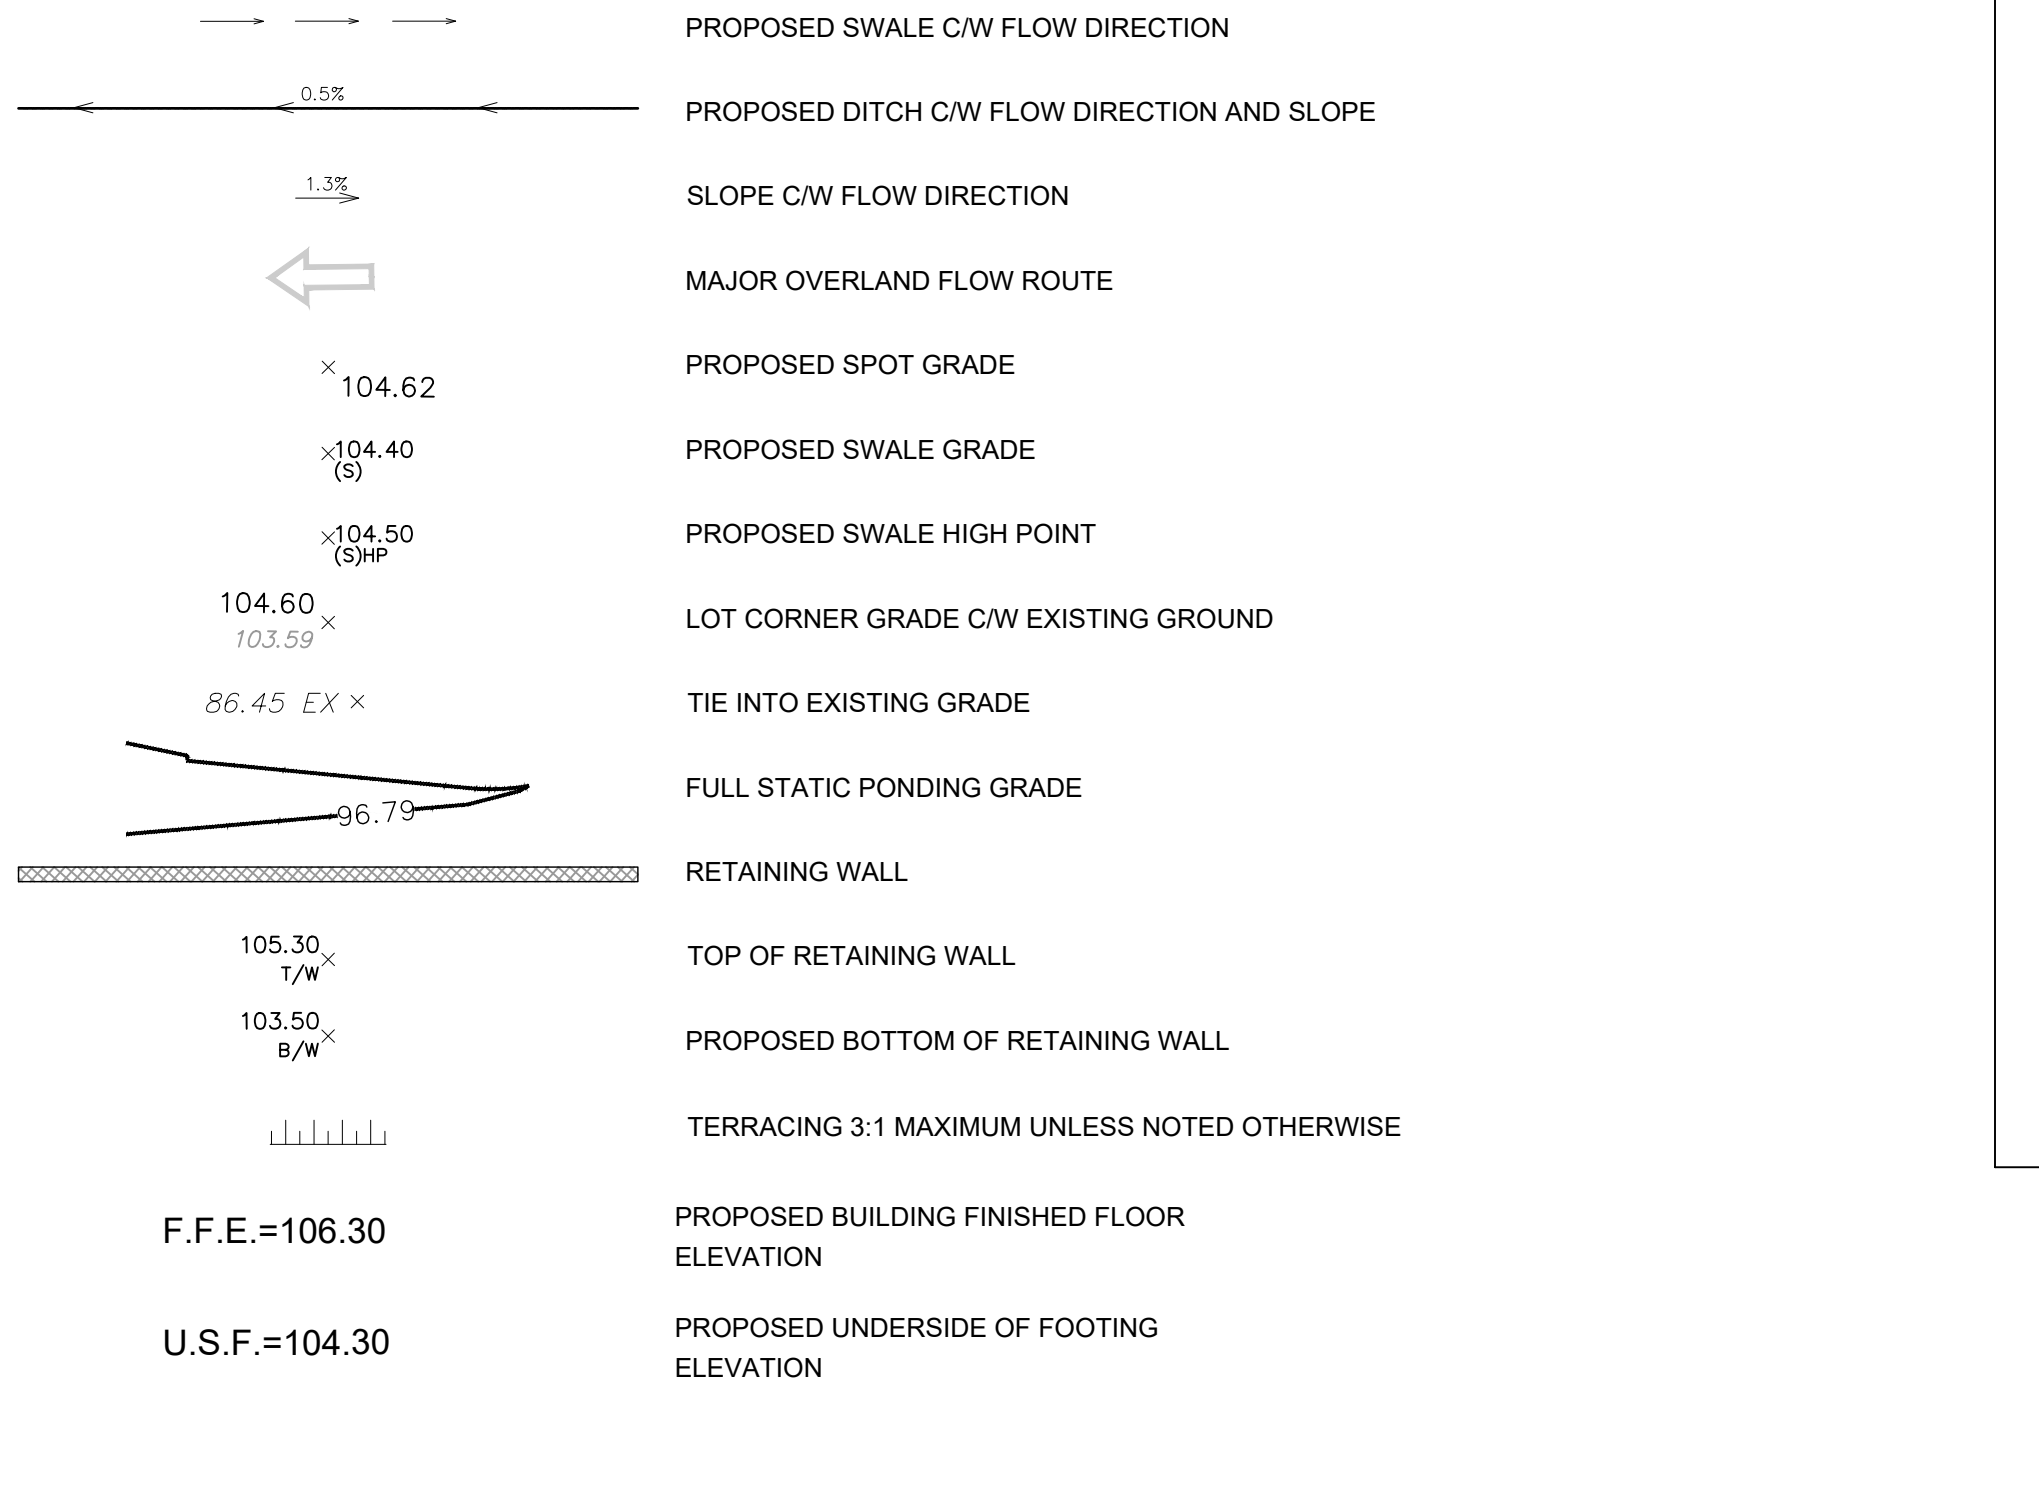 PROPOSED SWALE C/W FLOW DIRECTION
0.5%
PROPOSED DITCH C/W FLOW DIRECTION AND SLOPE
1.3%
SLOPE C/W FLOW DIRECTION
MAJOR OVERLAND FLOW ROUTE
PROPOSED SPOT GRADE
104.62
104.40
(S)
PROPOSED SWALE GRADE
104.50
(S)HP
PROPOSED SWALE HIGH POINT
104.60
103.59
LOT CORNER GRADE C/W EXISTING GROUND
86.45 EX
TIE INTO EXISTING GRADE
96.79
FULL STATIC PONDING GRADE
RETAINING WALL
105.30
T/W
TOP OF RETAINING WALL
103.50
B/W
PROPOSED BOTTOM OF RETAINING WALL
TERRACING 3:1 MAXIMUM UNLESS NOTED OTHERWISE
F.F.E.=106.30
PROPOSED BUILDING FINISHED FLOOR
ELEVATION
U.S.F.=104.30
PROPOSED UNDERSIDE OF FOOTING
ELEVATION